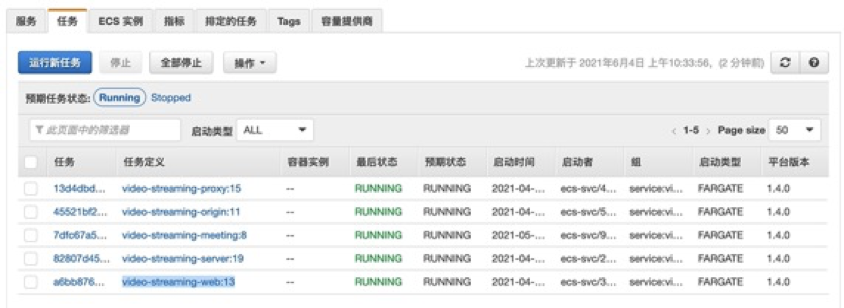 服务 任务 ECS 实例 指标 排定的任务 Tags 容量提供商
运行新任务 停止 全部停止 操作 上次更新于 2021年6月4日 上午10:33:56, (2 分钟前)
预期任务状态: Running Stopped
此页面中的筛选器 启动类型 ALL < 1-5 > Page size 50
任务 任务定义 容器实例 最后状态 预期状态 启动时间 启动者 组 启动类型 平台版本
13d4dbd... video-streaming-proxy:15 -- RUNNING RUNNING 2021-04-... ecs-svc/4... service:vi... FARGATE 1.4.0
45521bf2... video-streaming-origin:11 -- RUNNING RUNNING 2021-04-... ecs-svc/5... service:vi... FARGATE 1.4.0
7dfc67a5... video-streaming-meeting:8 -- RUNNING RUNNING 2021-05-... ecs-svc/9... service:vi... FARGATE 1.4.0
82807d45... video-streaming-server:19 -- RUNNING RUNNING 2021-04-... ecs-svc/2... service:vi... FARGATE 1.4.0
a6bb876... video-streaming-web:13 -- RUNNING RUNNING 2021-04-... ecs-svc/3... service:vi... FARGATE 1.4.0